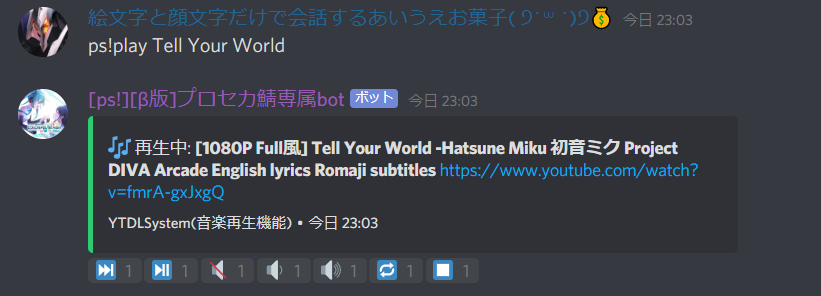 絵文字と顔文字だけで会話するあいうえお菓子( ੭˙꒳​˙)੭💰 今日 23:03
ps!play Tell Your World
[ps!][β版]プロセカ鯖専属bot ボット 今日 23:03
🎶 再生中: [1080P Full風] Tell Your World -Hatsune Miku 初音ミク Project
DIVA Arcade English lyrics Romaji subtitles https://www.youtube.com/watch?
v=fmrA-gxJxgQ
YTDLSystem(音楽再生機能) • 今日 23:03
⏭️ 1 ⏯️ 1 🔇 1 🔉 1 🔊 1 🔁 1 ⏹️ 1